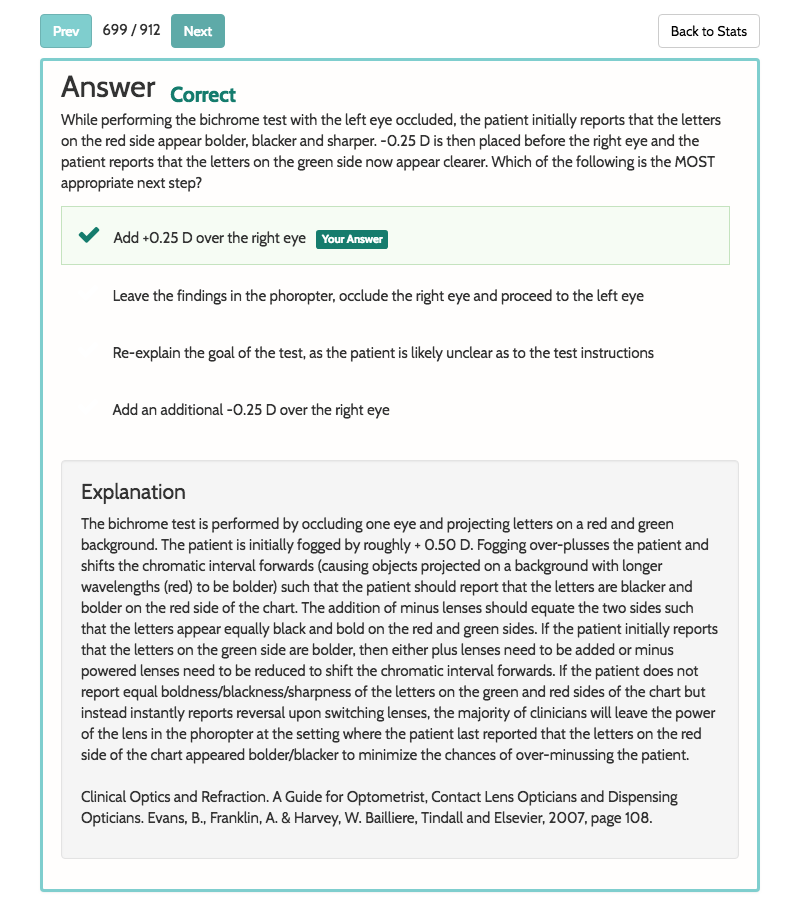 Prev 699 / 912 Next Back to Stats
Answer Correct
While performing the bichrome test with the left eye occluded, the patient initially reports that the letters
on the red side appear bolder, blacker and sharper. -0.25 D is then placed before the right eye and the
patient reports that the letters on the green side now appear clearer. Which of the following is the MOST
appropriate next step?
Add +0.25 D over the right eye Your Answer
Leave the findings in the phoropter, occlude the right eye and proceed to the left eye
Re-explain the goal of the test, as the patient is likely unclear as to the test instructions
Add an additional -0.25 D over the right eye
Explanation
The bichrome test is performed by occluding one eye and projecting letters on a red and green
background. The patient is initially fogged by roughly + 0.50 D. Fogging over-plusses the patient and
shifts the chromatic interval forwards (causing objects projected on a background with longer
wavelengths (red) to be bolder) such that the patient should report that the letters are blacker and
bolder on the red side of the chart. The addition of minus lenses should equate the two sides such
that the letters appear equally black and bold on the red and green sides. If the patient initially reports
that the letters on the green side are bolder, then either plus lenses need to be added or minus
powered lenses need to be reduced to shift the chromatic interval forwards. If the patient does not
report equal boldness/blackness/sharpness of the letters on the green and red sides of the chart but
instead instantly reports reversal upon switching lenses, the majority of clinicians will leave the power
of the lens in the phoropter at the setting where the patient last reported that the letters on the red
side of the chart appeared bolder/blacker to minimize the chances of over-minussing the patient.
Clinical Optics and Refraction. A Guide for Optometrist, Contact Lens Opticians and Dispensing
Opticians. Evans, B., Franklin, A. & Harvey, W. Bailliere, Tindall and Elsevier, 2007, page 108.